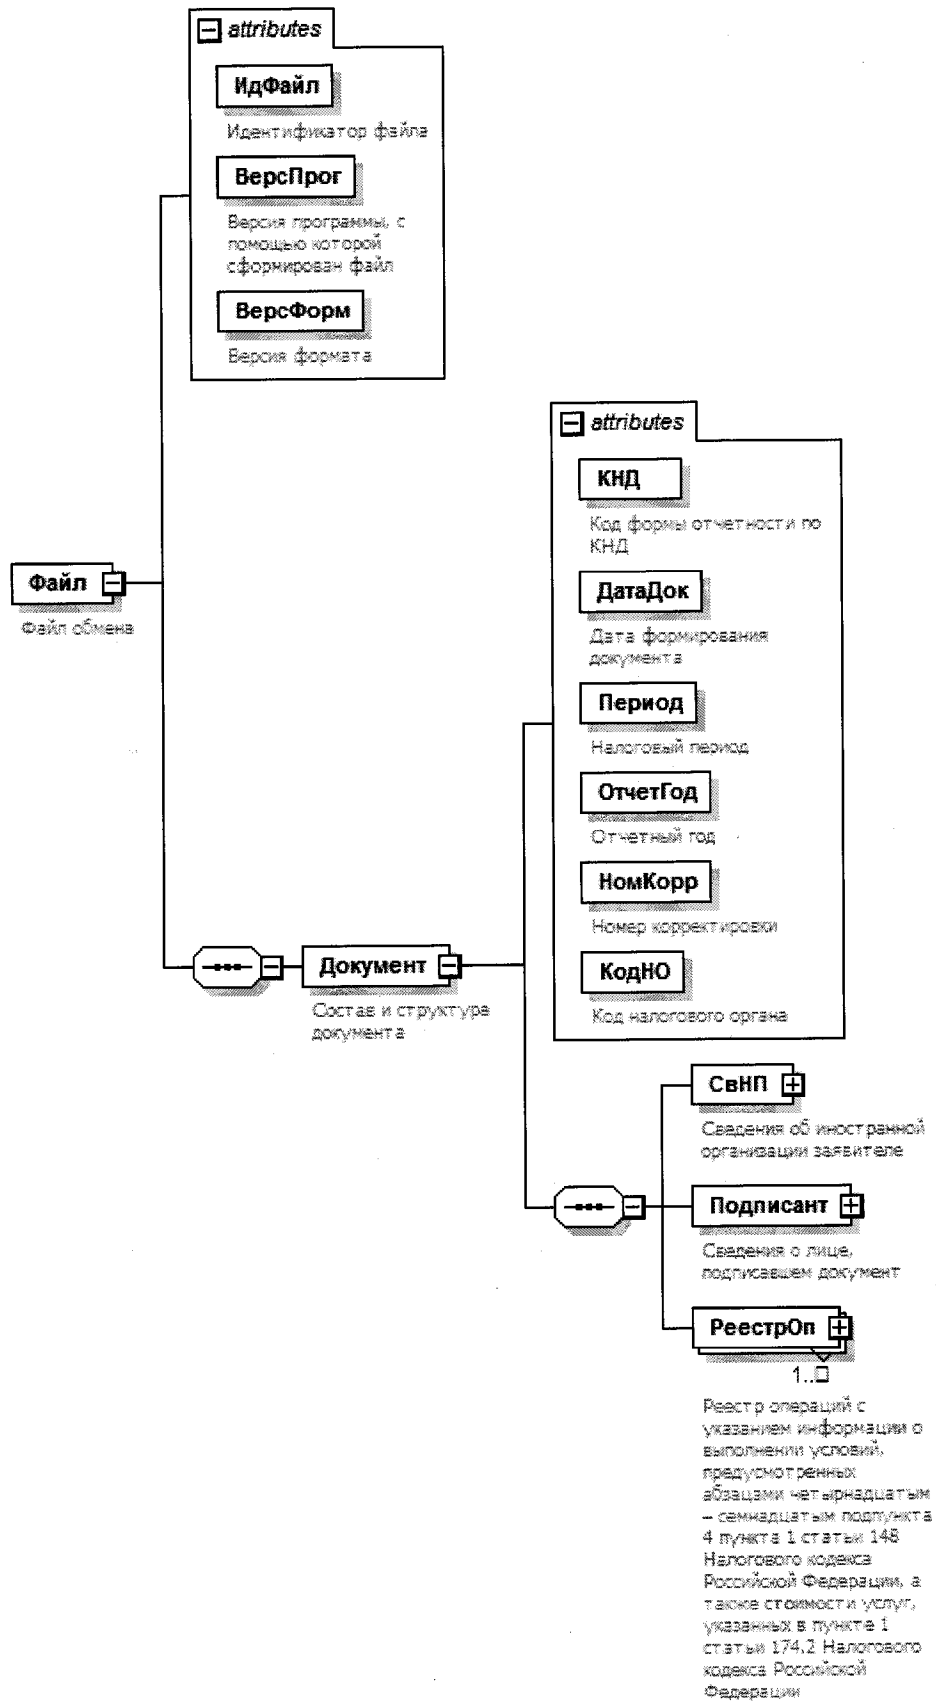 attributes
ИдФайл
Идентификатор файла
ВерсПрог
Версия программы, с
помощью которой
сформирован файл
ВерсФорм
Версия формата
Файл
Файл обмена
Документ
Состав и структура
документа
attributes
КНД
Код формы отчетности по
КНД
ДатаДок
Дата формирования
документа
Период
Налоговый период
ОтчетГод
Отчетный год
НомКорр
Номер корректировки
КодНО
Код налогового органа
СвНП
Сведения об иностранной
организации заявителе
Подписант
Сведения о лице,
подписавшем документ
РеестрОп
1..□
Реестр операций с
указанием информации о
выполнении условий,
предусмотренных
абзацами четырнадцатым
– семнадцатым подпункта
4 пункта 1 статьи 148
Налогового кодекса
Российской Федерации, а
также стоимости услуг,
указанных в пункте 1
статьи 174.2 Налогового
кодекса Российской
Федерации